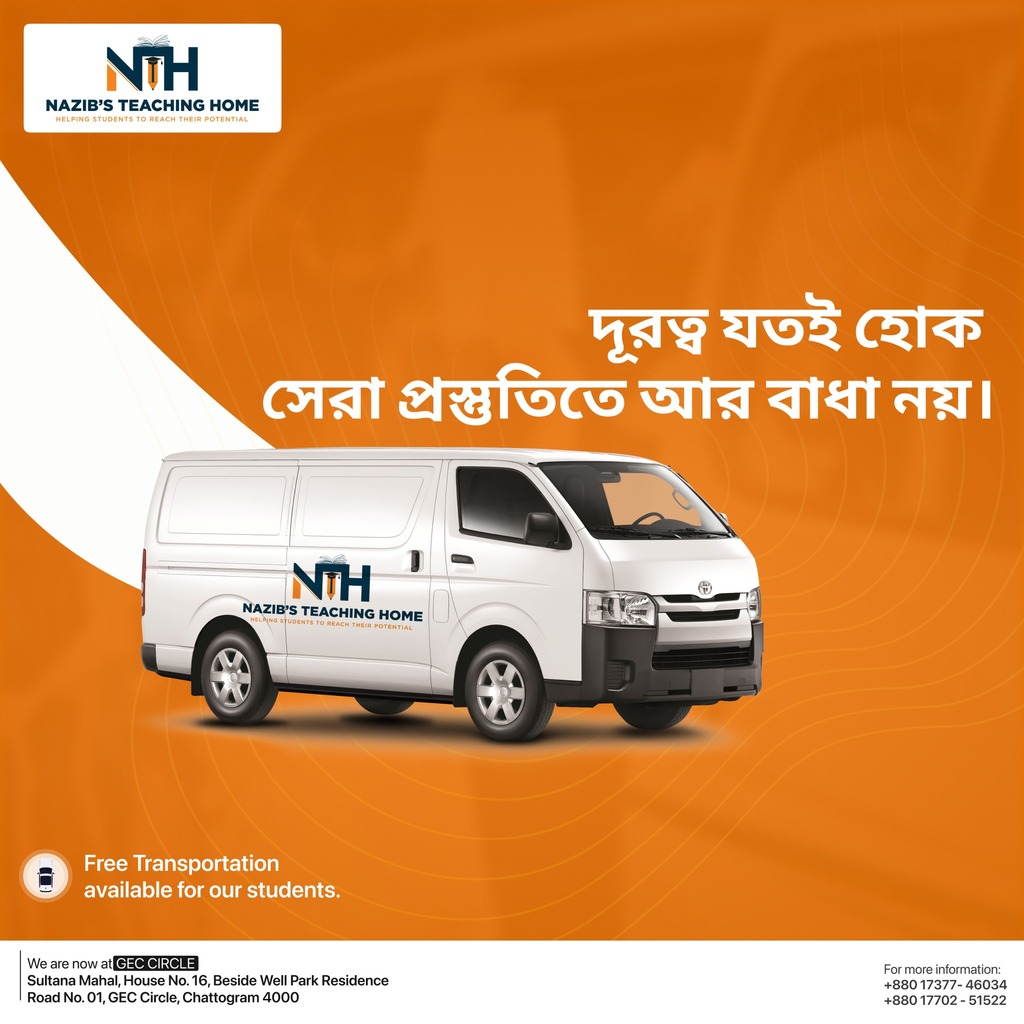 NTH
NAZIB'S TEACHING HOME
HELPING STUDENTS TO REACH THEIR POTENTIAL
দূরত্ব যতই হোক
সেরা প্রস্তুতিতে আর বাধা নয়।
NTH
NAZIB'S TEACHING HOME
HELPING STUDENTS TO REACH THEIR POTENTIAL
Free Transportation
available for our students.
We are now at GEC CIRCLE
Sultana Mahal, House No. 16, Beside Well Park Residence
Road No. 01, GEC Circle, Chattogram 4000
For more information:
+880 17377- 46034
+880 17702 - 51522